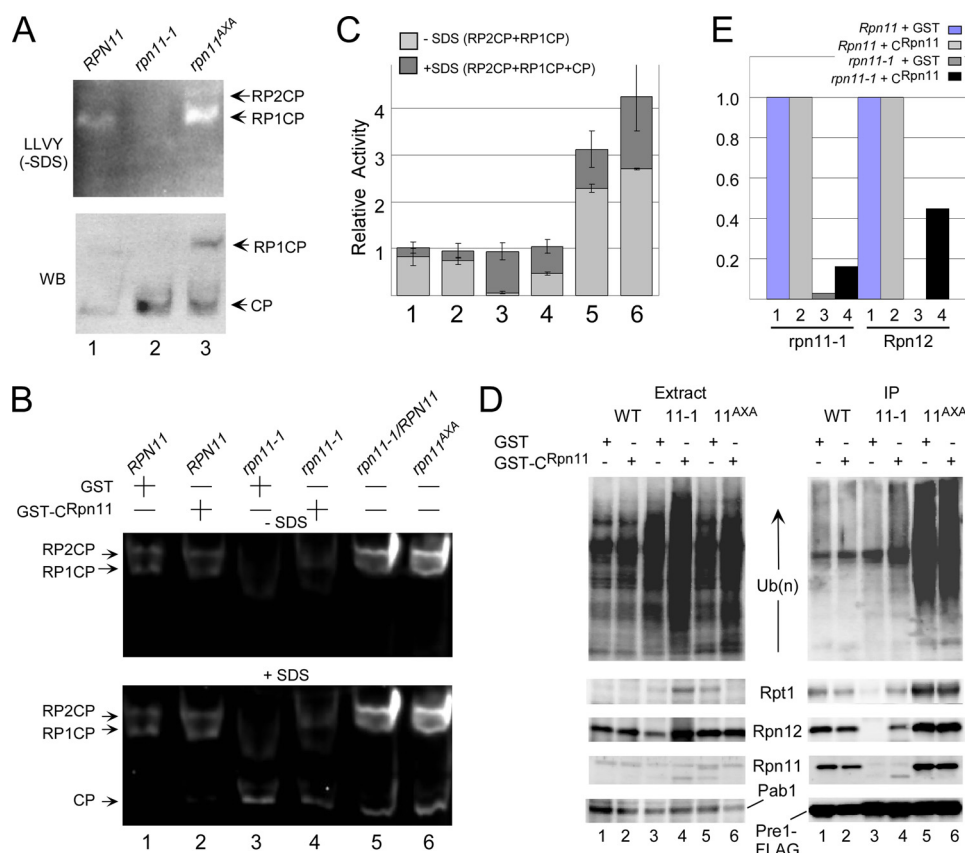 A
RPN11
rpn11-1
rpn11AXA
LLVY
(-SDS)
RP2CP
RP1CP
WB
RP1CP
CP
1 2 3
B
RPN11
RPN11
rpn11-1
rpn11-1
rpn11-1/RPN11
rpn11AXA
GST + — + — — —
GST-CRpn11 — + — + — —
- SDS
RP2CP
RP1CP
+ SDS
RP2CP
RP1CP
CP
1 2 3 4 5 6
C
- SDS (RP2CP+RP1CP)
+SDS (RP2CP+RP1CP+CP)
Relative Activity
4
3
2
1
1 2 3 4 5 6
E
Rpn11 + GST
Rpn11 + CRpn11
rpn11-1 + GST
rpn11-1 + CRpn11
1.0
0.8
0.6
0.4
0.2
1 2 3 4 1 2 3 4
rpn11-1 Rpn12
D
Extract
WT 11-1 11AXA
GST + - + - + -
GST-CRpn11 - + - + - +
IP
WT 11-1 11AXA
+ - + - + -
- + - + - +
Ub(n)
Rpt1
Rpn12
Rpn11
Pab1
Pre1-
FLAG
1 2 3 4 5 6
1 2 3 4 5 6